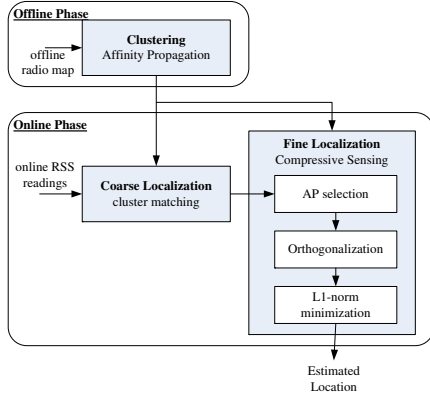 Offline Phase
Clustering
Affinity Propagation
offline
radio map
Online Phase
online RSS
readings
Coarse Localization
cluster matching
Fine Localization
Compressive Sensing
AP selection
Orthogonalization
L1-norm
minimization
Estimated
Location